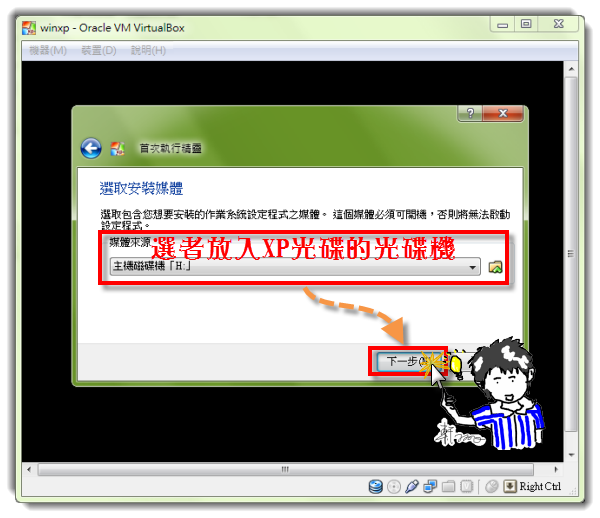 winxp - Oracle VM VirtualBox
機器(M) 裝置(D) 說明(H)
首次執行精靈
選取安裝媒體
選取包含您想要安裝的作業系統設定程式之媒體。 這個媒體必須可開機，否則將無法啟動
設定程式。
媒體來源
選者放入XP光碟的光碟機
主機磁碟機「H:」
下一步(
Right Ctrl